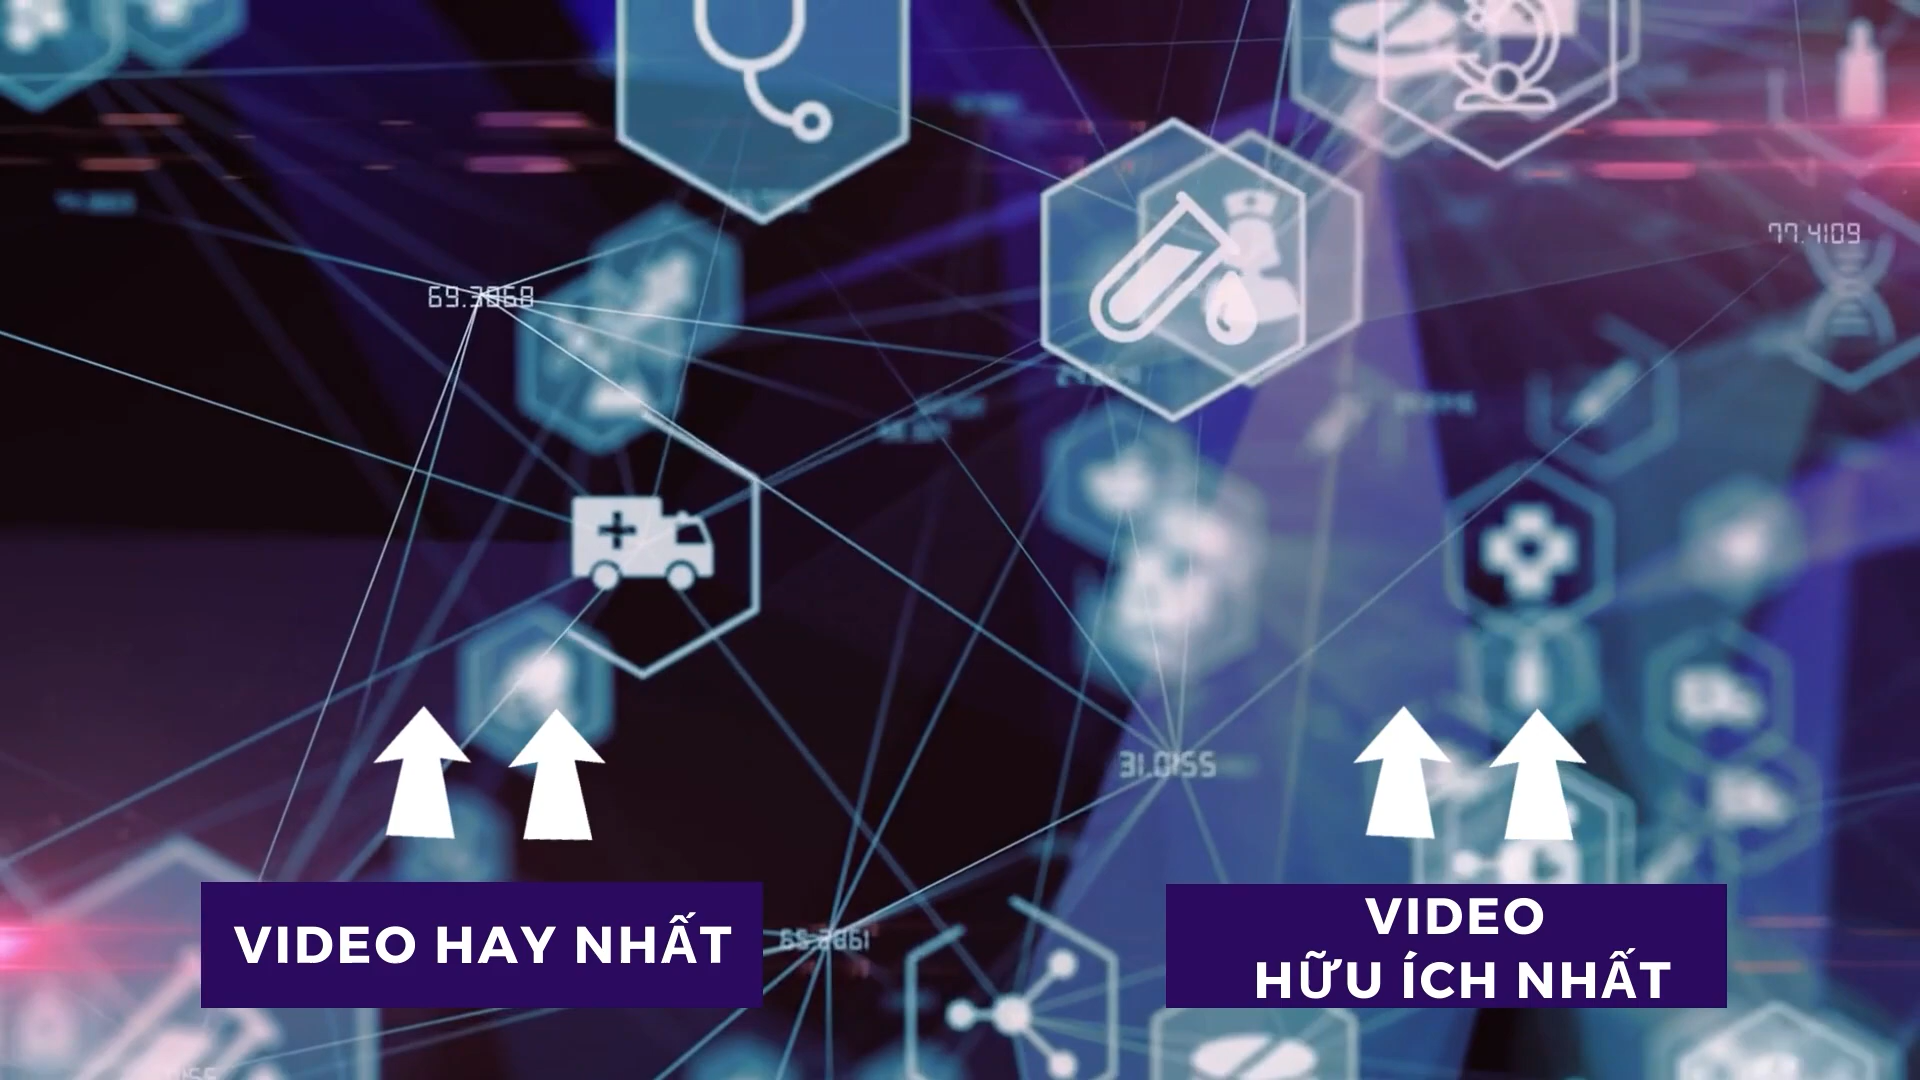 77.4109
69.3068
31.0155
VIDEO HAY NHẤT
VIDEO
HỮU ÍCH NHẤT